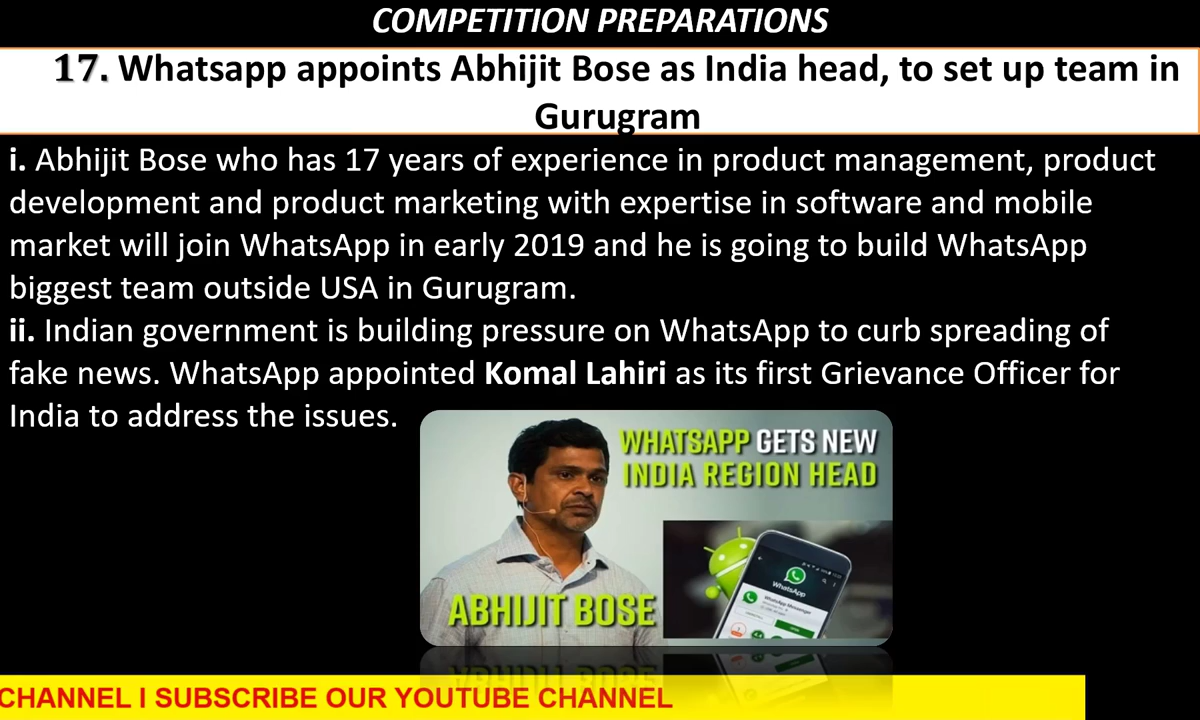 COMPETITION PREPARATIONS
17. Whatsapp appoints Abhijit Bose as India head, to set up team in
Gurugram
i. Abhijit Bose who has 17 years of experience in product management, product
development and product marketing with expertise in software and mobile
market will join WhatsApp in early 2019 and he is going to build WhatsApp
biggest team outside USA in Gurugram.
ii. Indian government is building pressure on WhatsApp to curb spreading of
fake news. WhatsApp appointed Komal Lahiri as its first Grievance Officer for
India to address the issues.
WHATSAPP GETS NEW
INDIA REGION HEAD
WhatsApp
WhatsApp Messenger
ABHIJIT BOSE
CHANNEL I SUBSCRIBE OUR YOUTUBE CHANNEL